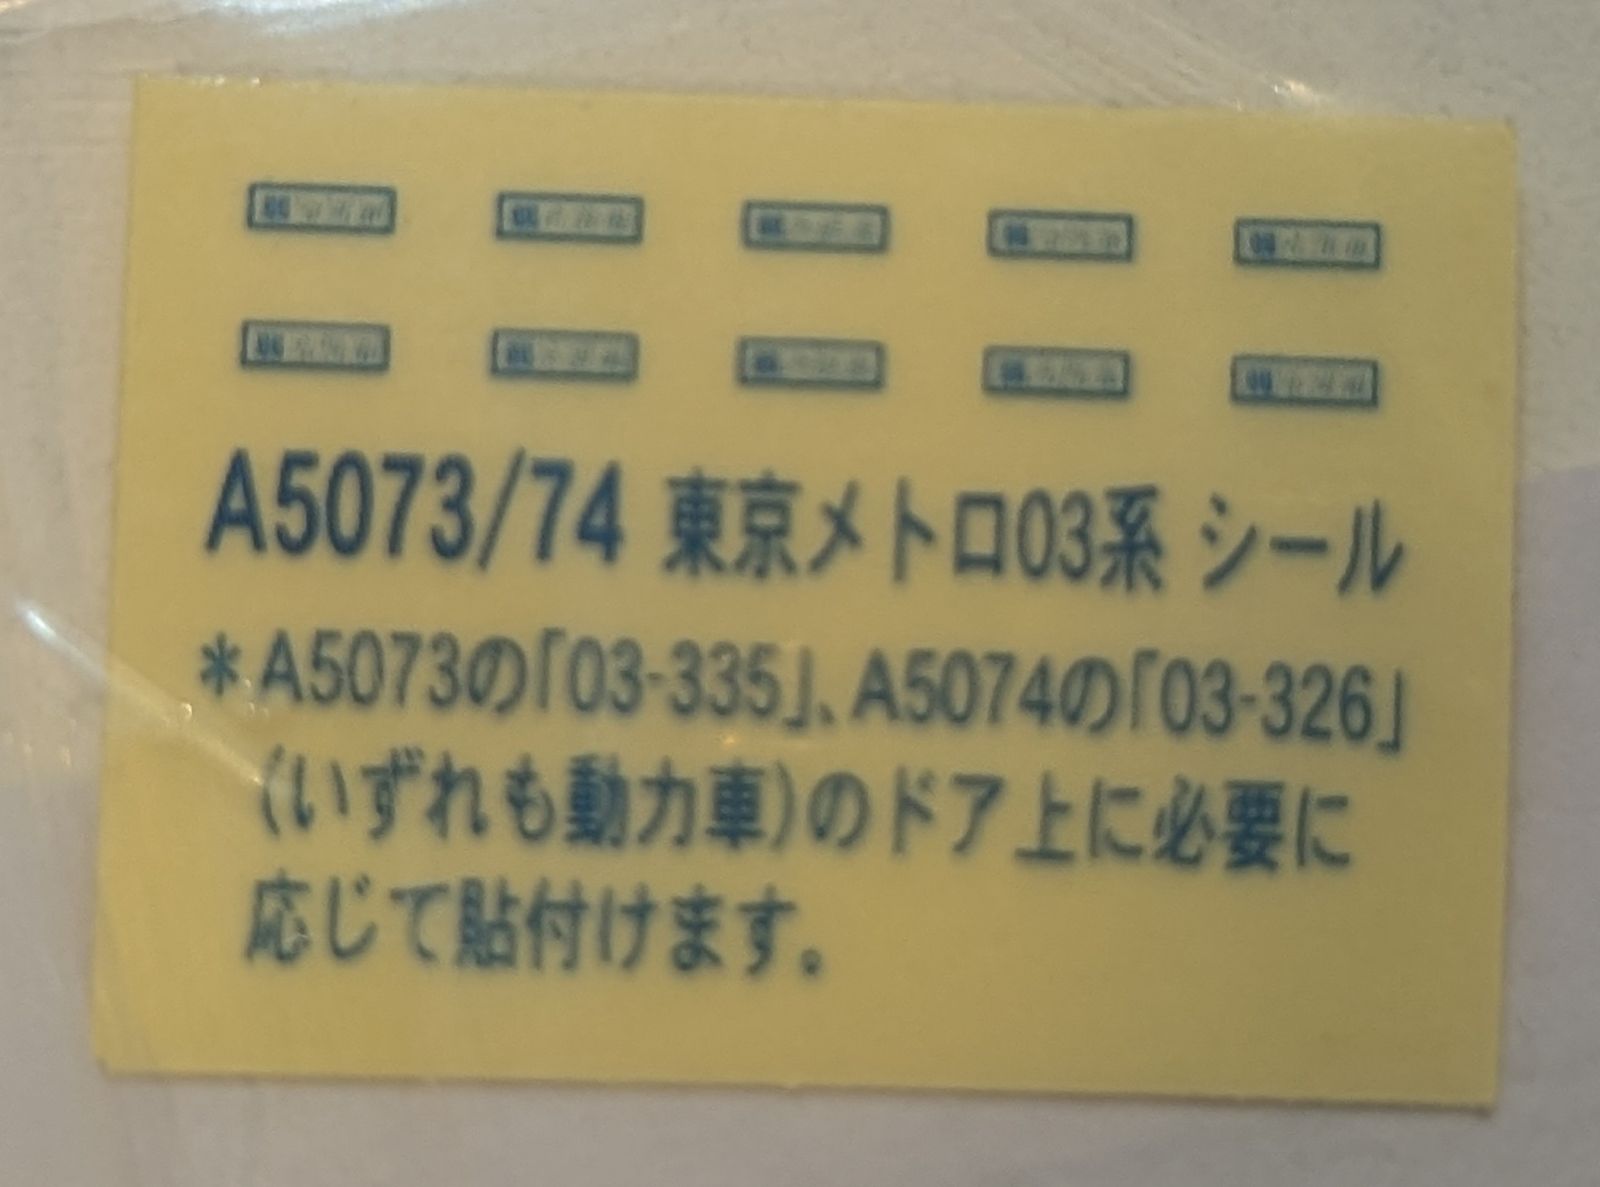 A5073/74 東京メトロ03系 シール
*A5073の「03-335」、A5074の「03-326」
(いずれも動力車)のドア上に必要に
応じて貼付けます。